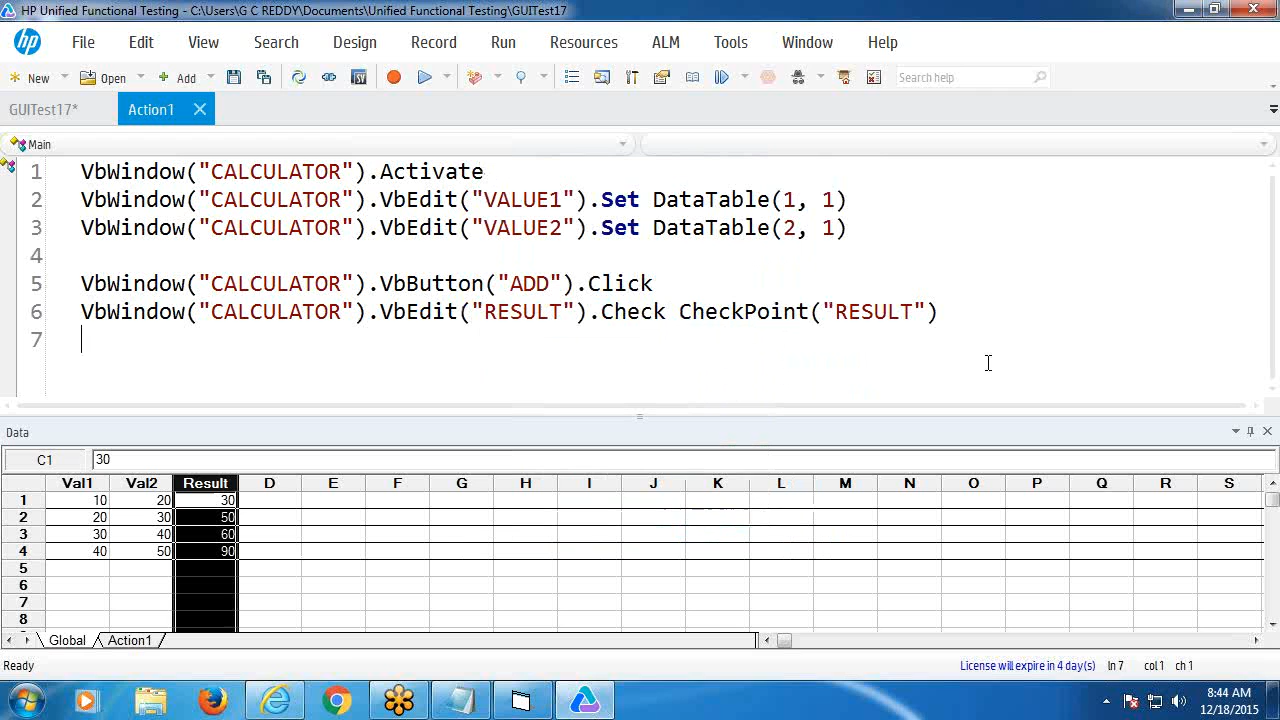 HP Unified Functional Testing - C:\Users\G C REDDY\Documents\Unified Functional Testing\GUITest17
hp File Edit View Search Design Record Run Resources ALM Tools Window Help
New Open Add Search help
GUITest17* Action1
Main
1 VbWindow("CALCULATOR").Activate
2 VbWindow("CALCULATOR").VbEdit("VALUE1").Set DataTable(1, 1)
3 VbWindow("CALCULATOR").VbEdit("VALUE2").Set DataTable(2, 1)
4
5 VbWindow("CALCULATOR").VbButton("ADD").Click
6 VbWindow("CALCULATOR").VbEdit("RESULT").Check CheckPoint("RESULT")
7
Data
C1 30
Val1 Val2 Result D E F G H I J K L M N O P Q R S
1 10 20 30
2 20 30 50
3 30 40 60
4 40 50 90
5
6
7
8
Global Action1
Ready License will expire in 4 day(s) ln 7 col 1 ch 1
8:44 AM
12/18/2015